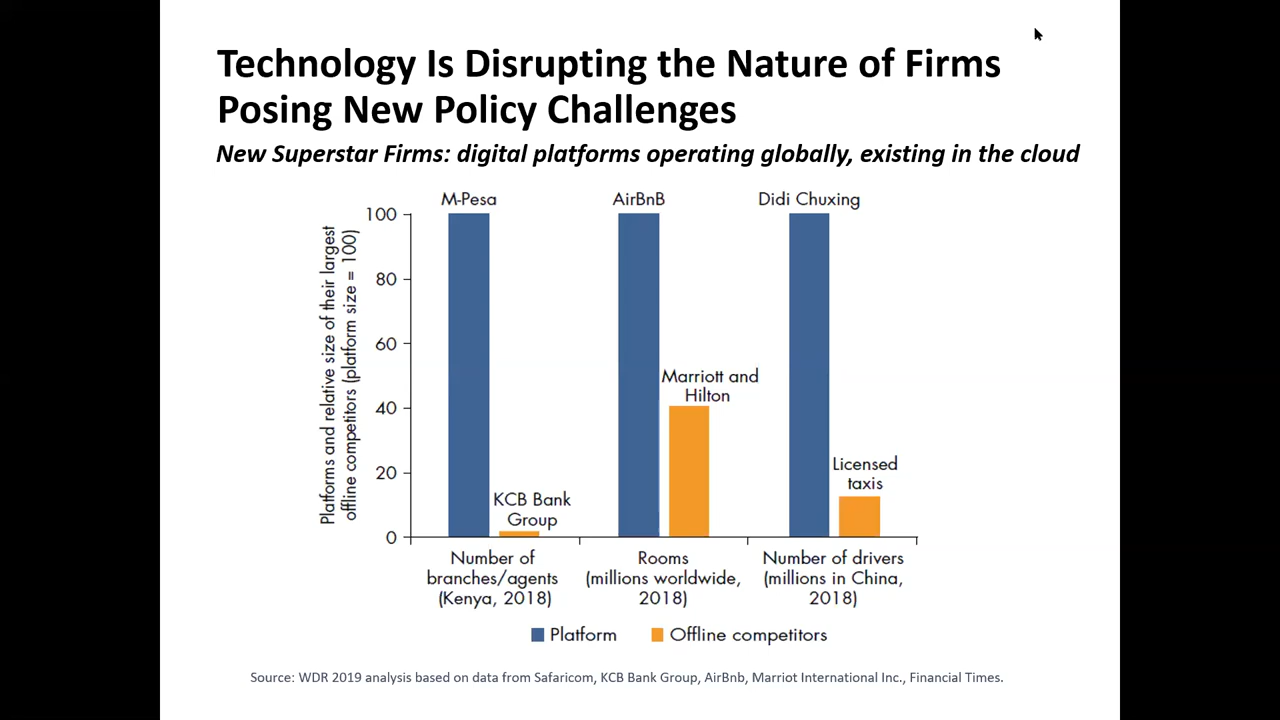 Technology Is Disrupting the Nature of Firms
Posing New Policy Challenges
New Superstar Firms: digital platforms operating globally, existing in the cloud
Platforms and relative size of their largest
offline competitors (platform size = 100)
100
80
60
40
20
0
M-Pesa
KCB Bank
Group
AirBnB
Marriott and
Hilton
Didi Chuxing
Licensed
taxis
Number of
branches/agents
(Kenya, 2018)
Rooms
(millions worldwide,
2018)
Number of drivers
(millions in China,
2018)
Platform
Offline competitors
Source: WDR 2019 analysis based on data from Safaricom, KCB Bank Group, AirBnb, Marriot International Inc., Financial Times.